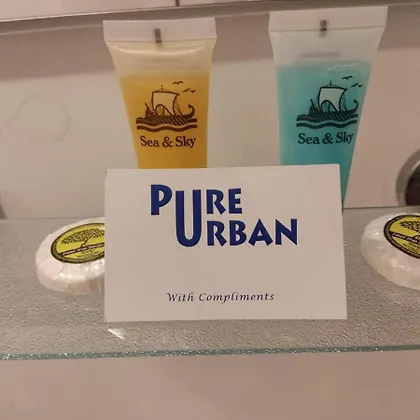 Sea & Sky
Sea & Sky
PURE
URBAN
With Compliments